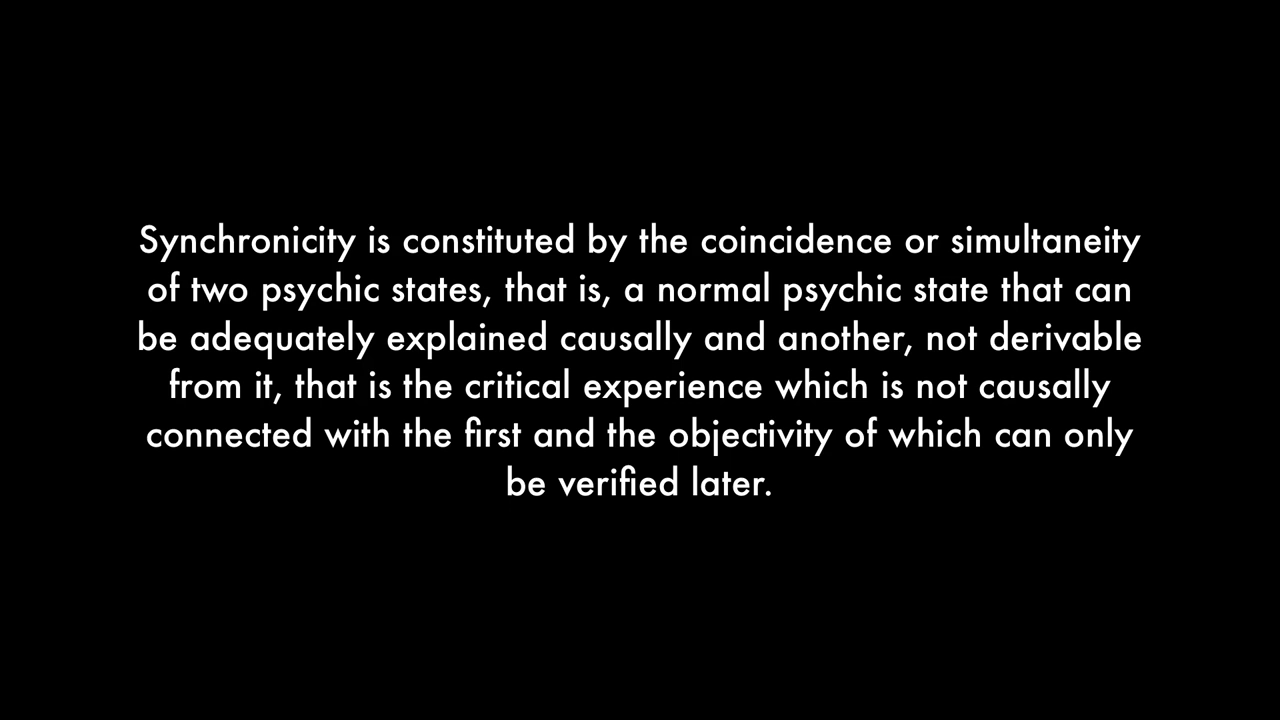 Synchronicity is constituted by the coincidence or simultaneity
of two psychic states, that is, a normal psychic state that can
be adequately explained causally and another, not derivable
from it, that is the critical experience which is not causally
connected with the first and the objectivity of which can only
be verified later.